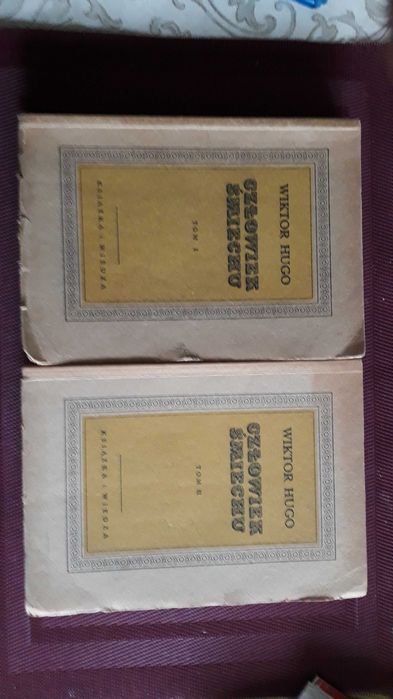 WIKTOR HUGO
CZŁOWIEK
ŚMIECHU
TOM I
KSIĄŻKA I WIEDZA
WIKTOR HUGO
CZŁOWIEK
ŚMIECHU
TOM II
KSIĄŻKA I WIEDZA